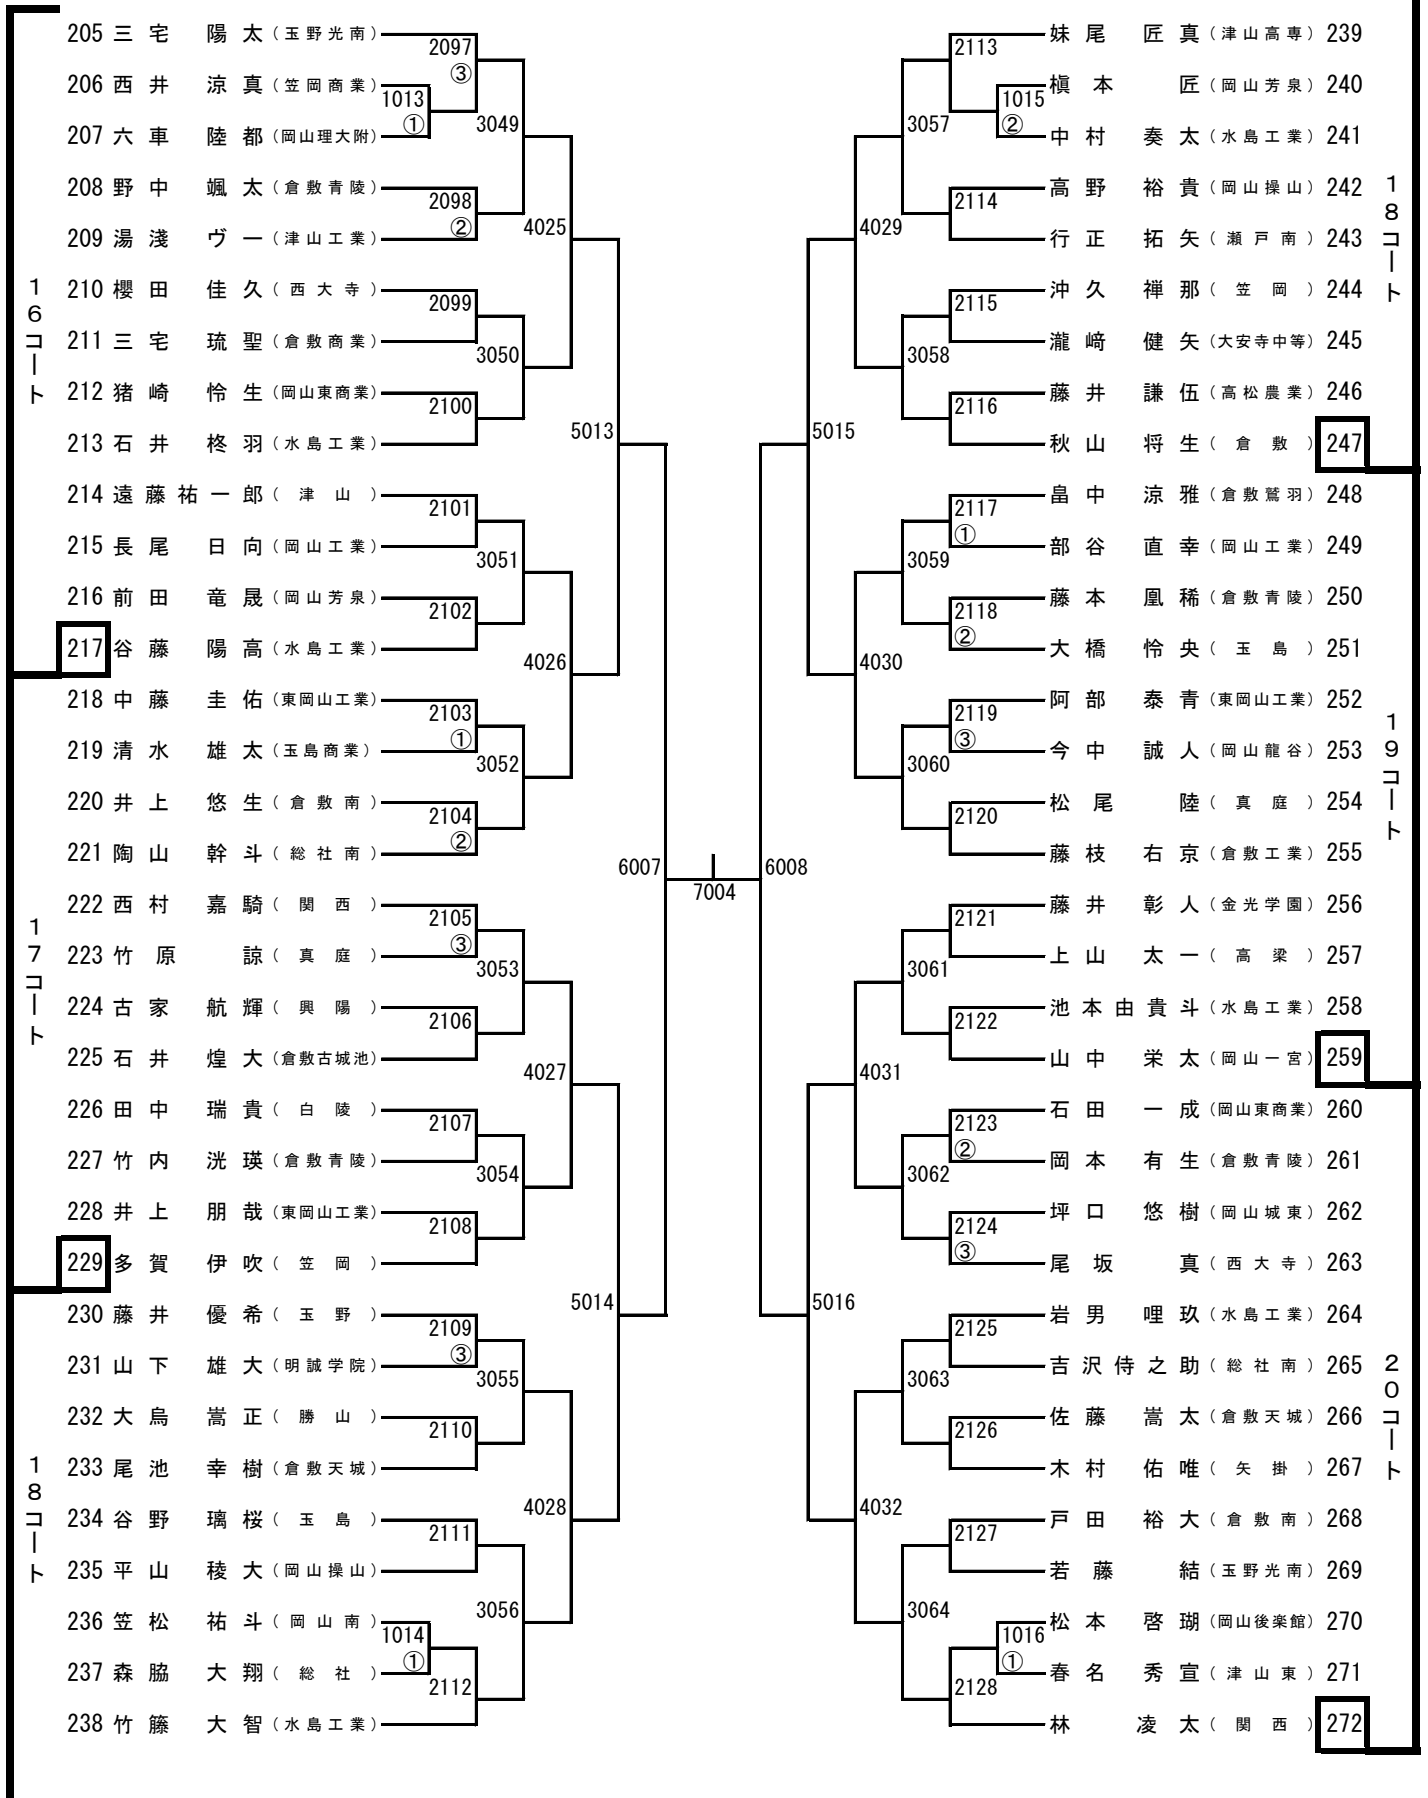 205 三宅 陽太 (玉野光南)
2097
③
206 西井 涼真 (笠岡商業)
1013
①
3049
207 六車 陸都 (岡山理大附)
208 野中 颯太 (倉敷青陵)
2098
②
4025
209 湯淺 ヴ一 (津山工業)
210 櫻田 佳久 (西大寺)
2099
16コート
211 三宅 琉聖 (倉敷商業)
3050
212 猪崎 怜生 (岡山東商業)
2100
5013
213 石井 柊羽 (水島工業)
214 遠藤祐一郎 (津山)
2101
215 長尾 日向 (岡山工業)
3051
216 前田 竜晟 (岡山芳泉)
2102
217 谷藤 陽高 (水島工業)
4026
218 中藤 圭佑 (東岡山工業)
2103
①
219 清水 雄太 (玉島商業)
3052
220 井上 悠生 (倉敷南)
2104
②
221 陶山 幹斗 (総社南)
6007
7004
222 西村 嘉騎 (関西)
2105
③
17コート
223 竹原 諒 (真庭)
3053
224 古家 航輝 (興陽)
2106
225 石井 煌大 (倉敷古城池)
4027
226 田中 瑞貴 (白陵)
2107
227 竹内 洸瑛 (倉敷青陵)
3054
228 井上 朋哉 (東岡山工業)
2108
229 多賀 伊吹 (笠岡)
5014
230 藤井 優希 (玉野)
2109
③
231 山下 雄大 (明誠学院)
3055
232 大烏 嵩正 (勝山)
2110
233 尾池 幸樹 (倉敷天城)
18コート
4028
234 谷野 璃桜 (玉島)
2111
235 平山 稜大 (岡山操山)
3056
236 笠松 祐斗 (岡山南)
1014
①
237 森脇 大翔 (総社)
2112
238 竹籐 大智 (水島工業)
妹尾 匠真 (津山高専) 239
2113
槇本 匠 (岡山芳泉) 240
1015
②
3057
中村 奏太 (水島工業) 241
高野 裕貴 (岡山操山) 242
2114
18コート
4029
行正 拓矢 (瀬戸南) 243
沖久 禅那 (笠岡) 244
2115
瀧﨑 健矢 (大安寺中等) 245
3058
藤井 謙伍 (高松農業) 246
2116
5015
秋山 将生 (倉敷) 247
畠中 涼雅 (倉敷鷲羽) 248
2117
①
部谷 直幸 (岡山工業) 249
3059
藤本 凰稀 (倉敷青陵) 250
2118
②
大橋 怜央 (玉島) 251
4030
阿部 泰青 (東岡山工業) 252
2119
③
19コート
今中 誠人 (岡山龍谷) 253
3060
松尾 陸 (真庭) 254
2120
藤枝 右京 (倉敷工業) 255
6008
藤井 彰人 (金光学園) 256
2121
上山 太一 (高梁) 257
3061
池本由貴斗 (水島工業) 258
2122
山中 栄太 (岡山一宮) 259
4031
石田 一成 (岡山東商業) 260
2123
②
岡本 有生 (倉敷青陵) 261
3062
坪口 悠樹 (岡山城東) 262
2124
③
尾坂 真 (西大寺) 263
5016
岩男 哩玖 (水島工業) 264
2125
吉沢侍之助 (総社南) 265
3063
20コート
佐藤 嵩太 (倉敷天城) 266
2126
木村 佑唯 (矢掛) 267
4032
戸田 裕大 (倉敷南) 268
2127
若藤 結 (玉野光南) 269
3064
松本 啓瑚 (岡山後楽館) 270
1016
①
春名 秀宣 (津山東) 271
2128
林 凌太 (関西) 272